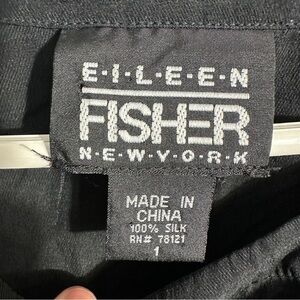 E·I·L·E·E·N
FISHER
N·E·W·Y·O·R·K
MADE IN
CHINA
100% SILK
RN# 78121
1